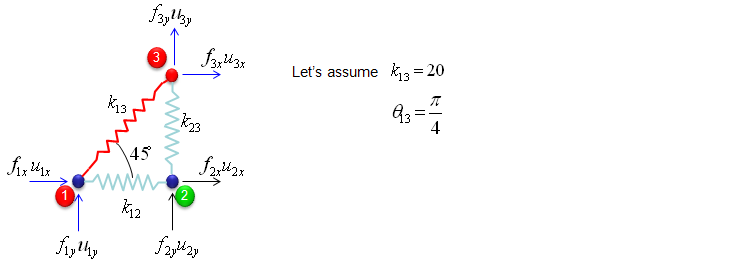 f3y u3y
3
f3x u3x
Let's assume k13 = 20
k13
θ13 = π/4
k23
45°
f1x u1x
f2x u2x
1
2
k12
f1y u1y
f2y u2y